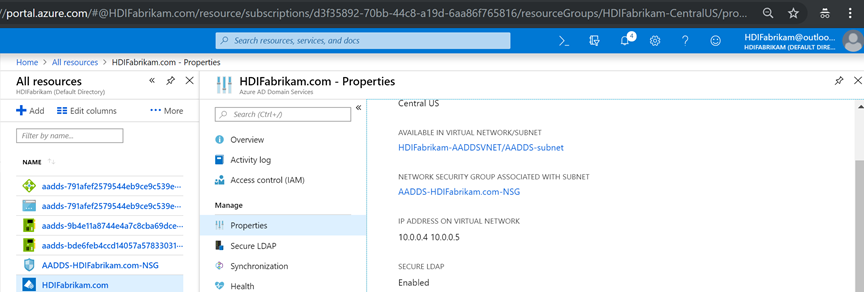 //portal.azure.com/#@HDIFabrikam.com/resource/subscriptions/d3f35892-70bb-44c8-a19d-6aa86f765816/resourceGroups/HDIFabrikam-CentralUS/pro...
Search resources, services, and docs
4
HDIFabrikam@outloo...
HDIFABRIKAM (DEFAULT DIRE...
Home > All resources > HDIFabrikam.com - Properties
All resources
HDIFabrikam (Default Directory)
Add Edit columns More
Filter by name...
NAME
aadds-791afef2579544eb9ce9c539e...
aadds-791afef2579544eb9ce9c539e...
aadds-9b4e11a8744e4a7c8cba69dce...
aadds-bde6feb4ccd14057a57833031...
AADDS-HDIFabrikam.com-NSG
HDIFabrikam.com
HDIFabrikam.com - Properties
Azure AD Domain Services
Search (Ctrl+/)
Overview
Activity log
Access control (IAM)
Manage
Properties
Secure LDAP
Synchronization
Health
Central US
AVAILABLE IN VIRTUAL NETWORK/SUBNET
HDIFabrikam-AADDSVNET/AADDS-subnet
NETWORK SECURITY GROUP ASSOCIATED WITH SUBNET
AADDS-HDIFabrikam.com-NSG
IP ADDRESS ON VIRTUAL NETWORK
10.0.0.4 10.0.0.5
SECURE LDAP
Enabled